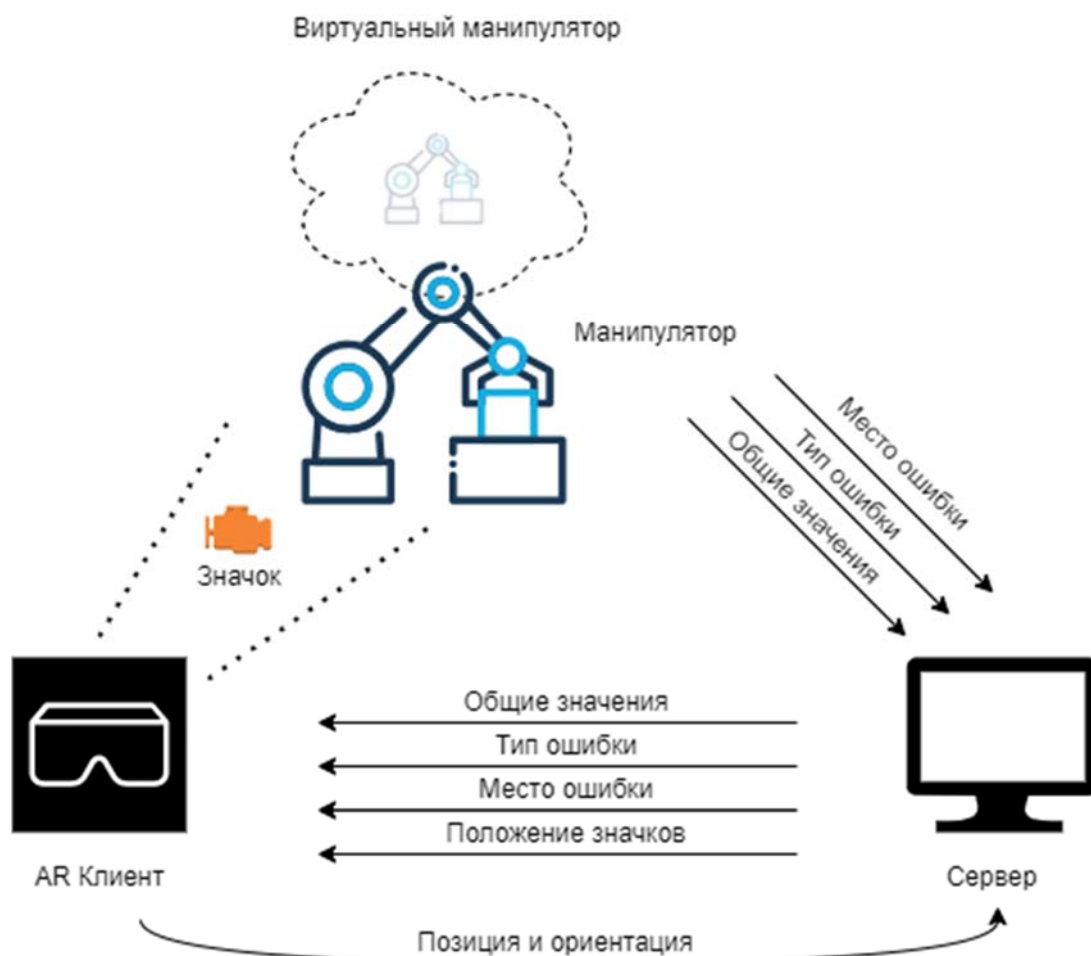 Виртуальный манипулятор
Манипулятор
Место ошибки
Тип ошибки
Общие значения
Значок
Общие значения
Тип ошибки
Место ошибки
Положение значков
AR Клиент
Сервер
Позиция и ориентация